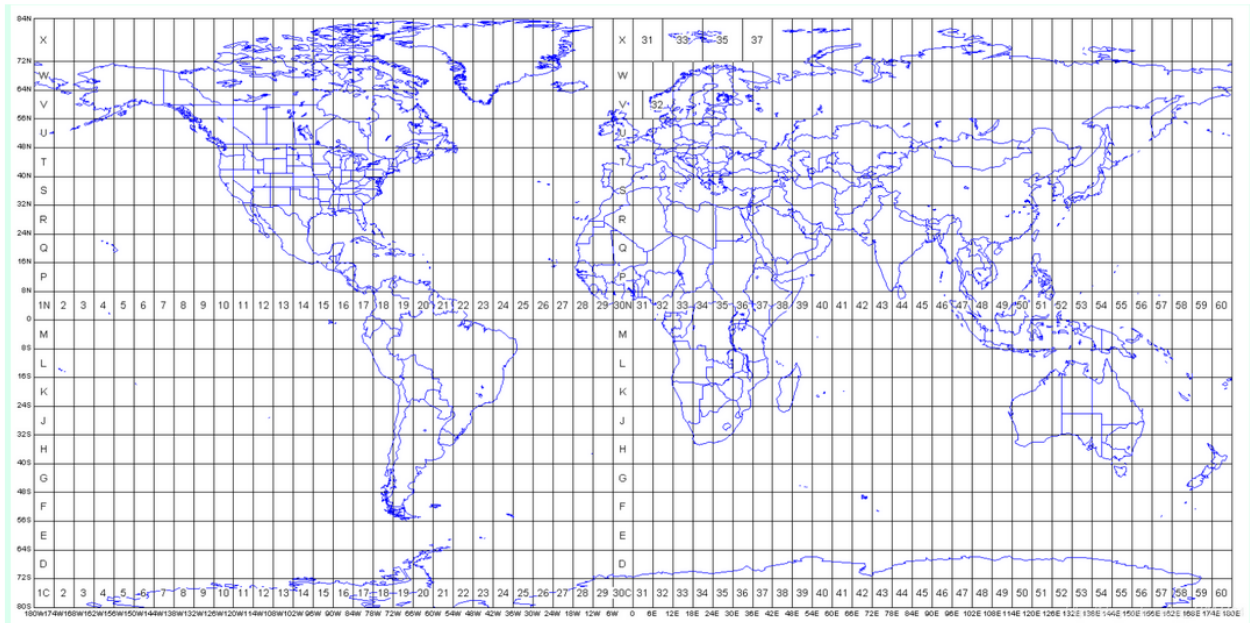 84N
X X 31 33 35 37
72N
W W
64N
V V 32
56N
U U
48N
T T
40N
S S
32N
R R
24N
Q Q
16N
P P
8N
1N 2 3 4 5 6 7 8 9 10 11 12 13 14 15 16 17 18 19 20 21 22 23 24 25 26 27 28 29 30N 31 32 33 34 35 36 37 38 39 40 41 42 43 44 45 46 47 48 49 50 51 52 53 54 55 56 57 58 59 60
0
M M
8S
L L
16S
K K
24S
J J
32S
H H
40S
G G
48S
F F
56S
E E
64S
D D
72S
1C 2 3 4 5 6 7 8 9 10 11 12 13 14 15 16 17 18 19 20 21 22 23 24 25 26 27 28 29 30C 31 32 33 34 35 36 37 38 39 40 41 42 43 44 45 46 47 48 49 50 51 52 53 54 55 56 57 58 59 60
80S
180W 174W 168W 162W 156W 150W 144W 138W 132W 126W 120W 114W 108W 102W 96W 90W 84W 78W 72W 66W 60W 54W 48W 42W 36W 30W 24W 18W 12W 6W 0 6E 12E 18E 24E 30E 36E 42E 48E 54E 60E 66E 72E 78E 84E 90E 96E 102E 108E 114E 120E 126E 132E 138E 144E 150E 156E 162E 168E 174E